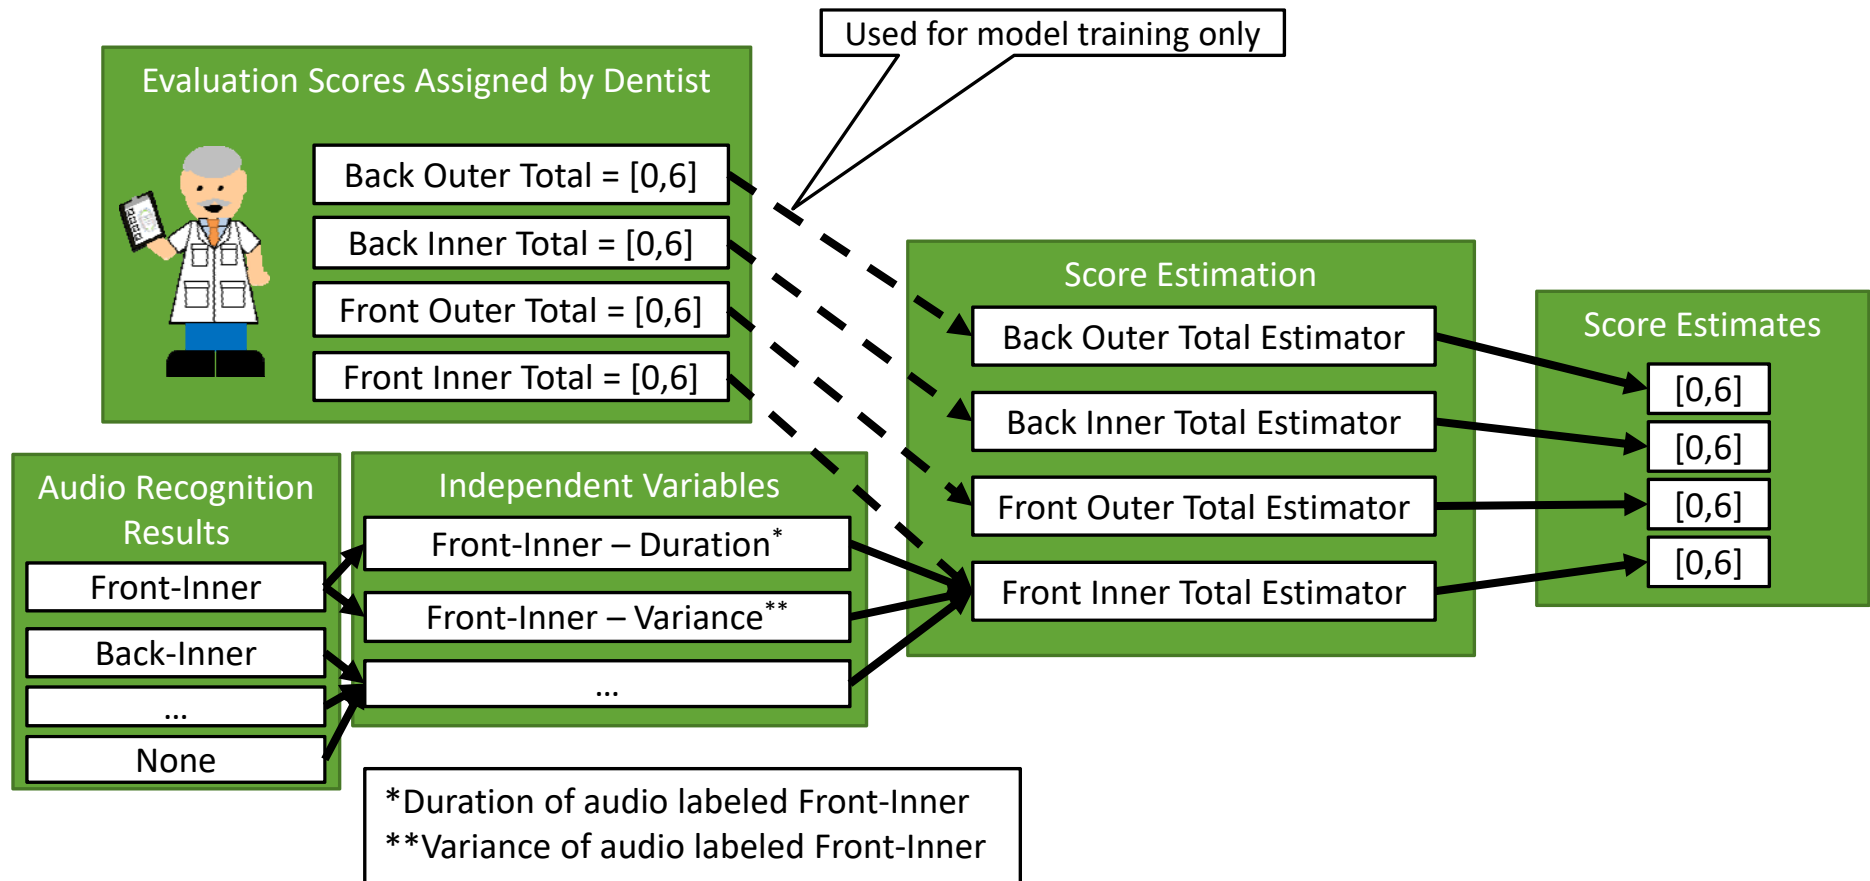 Used for model training only
Evaluation Scores Assigned by Dentist
Back Outer Total = [0,6]
Back Inner Total = [0,6]
Front Outer Total = [0,6]
Front Inner Total = [0,6]
Score Estimation
Back Outer Total Estimator
Back Inner Total Estimator
Front Outer Total Estimator
Front Inner Total Estimator
Score Estimates
[0,6]
[0,6]
[0,6]
[0,6]
Audio Recognition
Results
Front-Inner
Back-Inner
...
None
Independent Variables
Front-Inner – Duration*
Front-Inner – Variance**
...
*Duration of audio labeled Front-Inner
**Variance of audio labeled Front-Inner